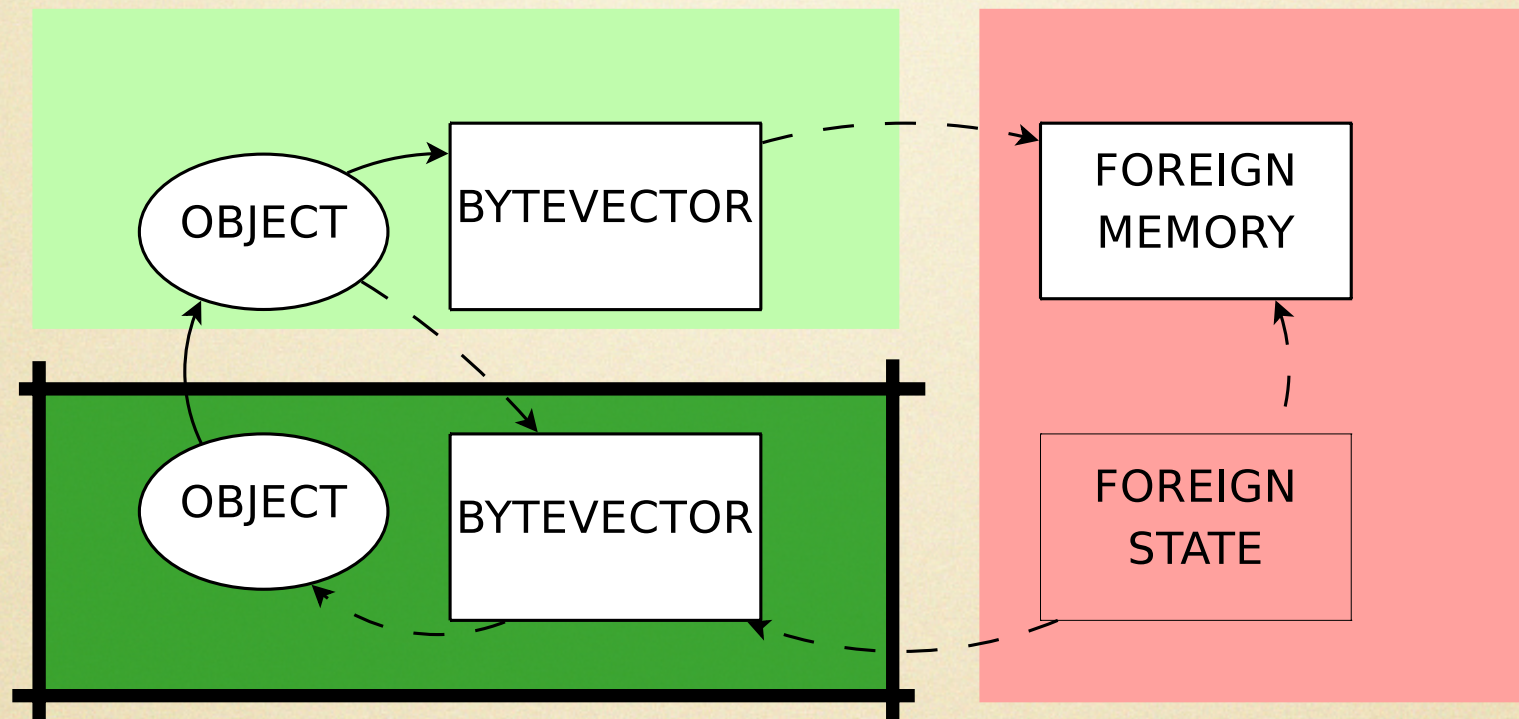 OBJECT
BYTEVECTOR
FOREIGN
MEMORY
OBJECT
BYTEVECTOR
FOREIGN
STATE